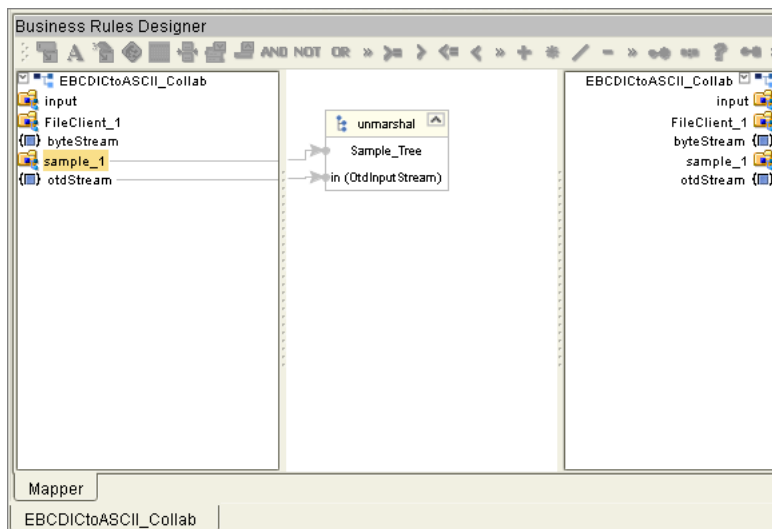 Business Rules Designer
A AND NOT OR » >= > <= < » + * / - » ?
EBCDICtoASCII_Collab
input
FileClient_1
{ } byteStream
sample_1
{ } otdStream
unmarshal
Sample_Tree
in (OtdInputStream)
EBCDICtoASCII_Collab
input
FileClient_1
byteStream { }
sample_1
otdStream { }
Mapper
EBCDICtoASCII_Collab